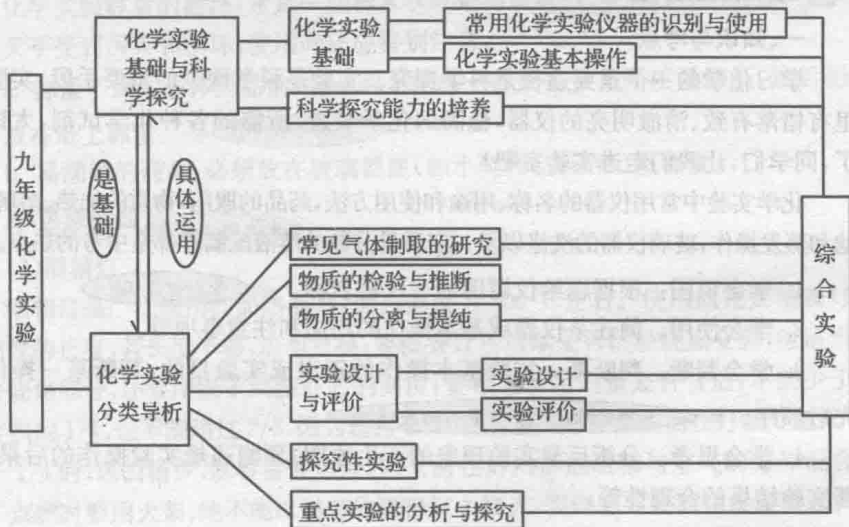 九年级化学实验
化学实验
基础与科
学探究
化学实验
基础
常用化学实验仪器的识别与使用
化学实验基本操作
科学探究能力的培养
是基础
具体运用
化学实验
分类导析
常见气体制取的研究
物质的检验与推断
物质的分离与提纯
实验设计
与评价
实验设计
实验评价
探究性实验
重点实验的分析与探究
综合实验